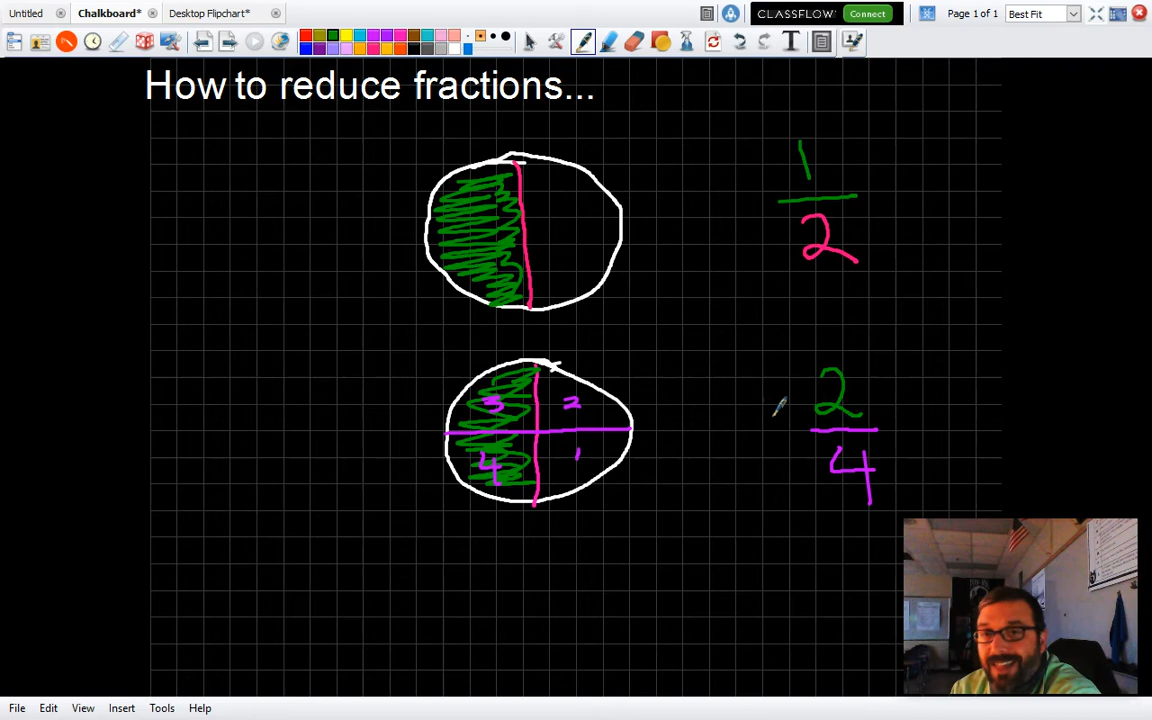 Untitled Chalkboard* Desktop Flipchart* CLASSFLOW Connect Page 1 of 1 Best Fit
How to reduce fractions...
1
2
3 2
4 1
2
4
File Edit View Insert Tools Help